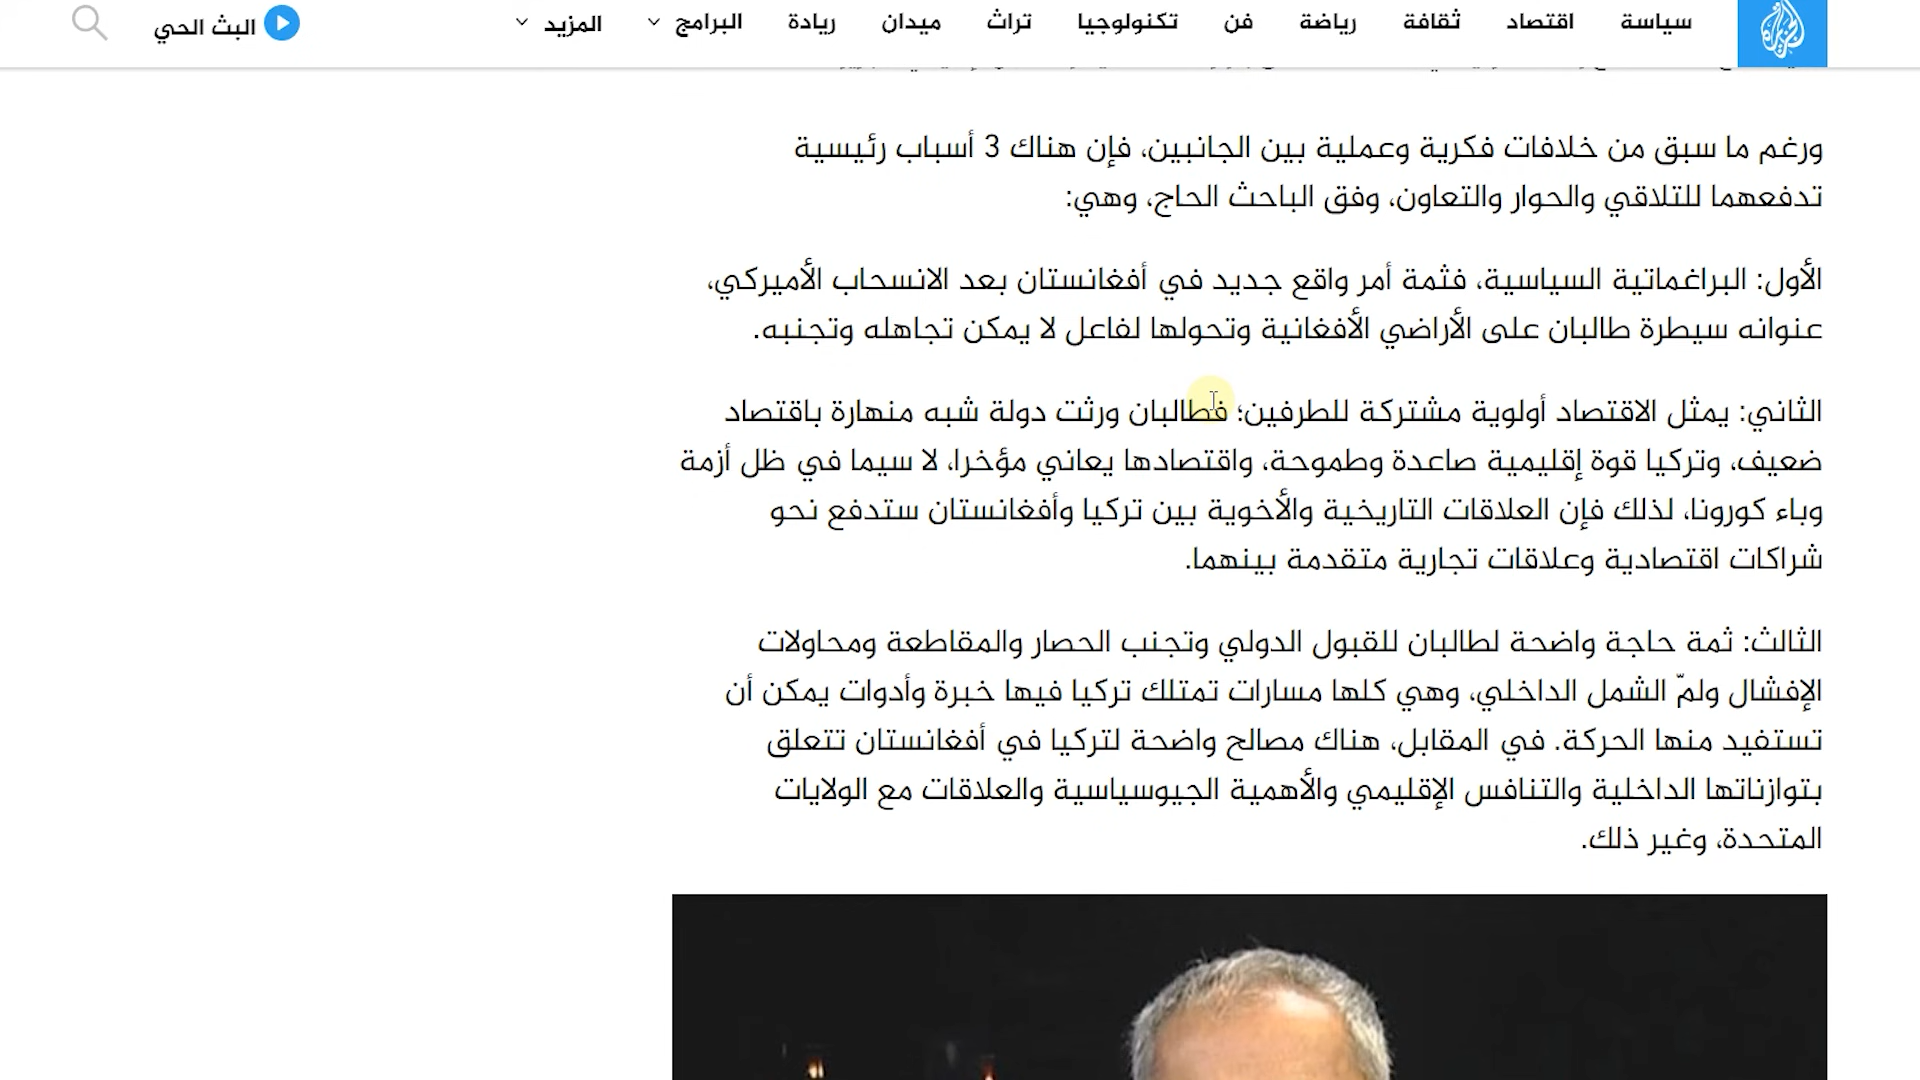 سياسة
اقتصاد
ثقافة
رياضة
فن
تكنولوجيا
تراث
ميدان
ريادة
البرامج
المزيد
البث الحي
ورغم ما سبق من خلافات فكرية وعملية بين الجانبين، فإن هناك 3 أسباب رئيسية
تدفعهما للتلاقي والحوار والتعاون، وفق الباحث الحاج، وهي:
الأول: البراغماتية السياسية، فثمة أمر واقع جديد في أفغانستان بعد الانسحاب الأميركي،
عنوانه سيطرة طالبان على الأراضي الأفغانية وتحولها لفاعل لا يمكن تجاهله وتجنبه.
الثاني: يمثل الاقتصاد أولوية مشتركة للطرفين؛ فطالبان ورثت دولة شبه منهارة باقتصاد
ضعيف، وتركيا قوة إقليمية صاعدة وطموحة، واقتصادها يعاني مؤخرا، لا سيما في ظل أزمة
وباء كورونا، لذلك فإن العلاقات التاريخية والأخوية بين تركيا وأفغانستان ستدفع نحو
شراكات اقتصادية وعلاقات تجارية متقدمة بينهما.
الثالث: ثمة حاجة واضحة لطالبان للقبول الدولي وتجنب الحصار والمقاطعة ومحاولات
الإفشال ولمّ الشمل الداخلي، وهي كلها مسارات تمتلك تركيا فيها خبرة وأدوات يمكن أن
تستفيد منها الحركة. في المقابل، هناك مصالح واضحة لتركيا في أفغانستان تتعلق
بتوازناتها الداخلية والتنافس الإقليمي والأهمية الجيوسياسية والعلاقات مع الولايات
المتحدة، وغير ذلك.